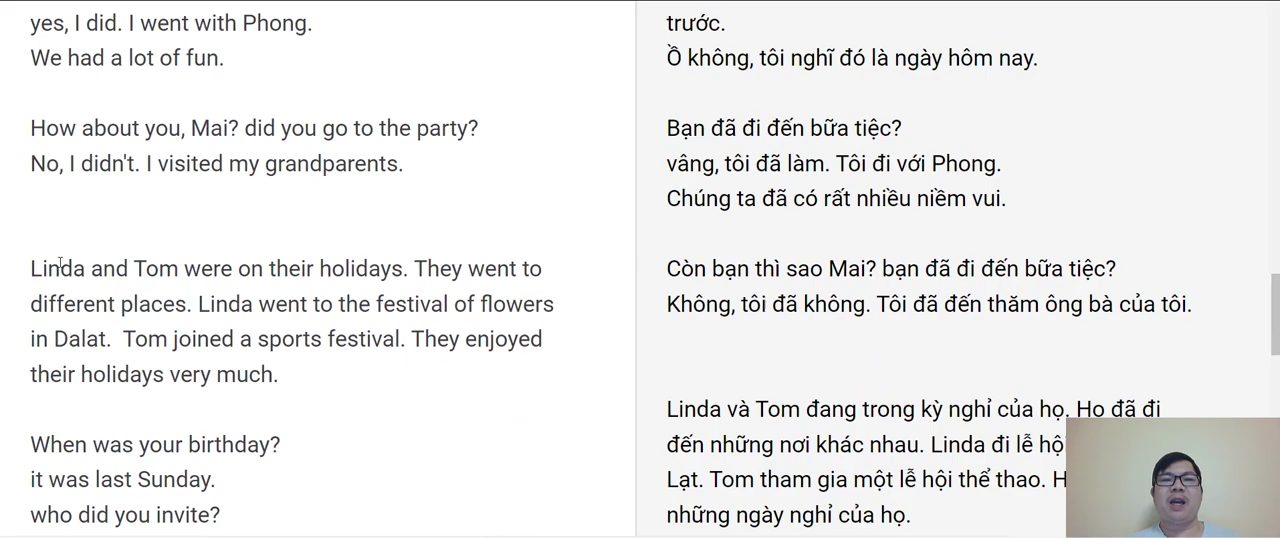 yes, I did. I went with Phong.
We had a lot of fun.
How about you, Mai? did you go to the party?
No, I didn't. I visited my grandparents.
Linda and Tom were on their holidays. They went to
different places. Linda went to the festival of flowers
in Dalat.  Tom joined a sports festival. They enjoyed
their holidays very much.
When was your birthday?
it was last Sunday.
who did you invite?
trước.
Ồ không, tôi nghĩ đó là ngày hôm nay.
Bạn đã đi đến bữa tiệc?
vâng, tôi đã làm. Tôi đi với Phong.
Chúng ta đã có rất nhiều niềm vui.
Còn bạn thì sao Mai? bạn đã đi đến bữa tiệc?
Không, tôi đã không. Tôi đã đến thăm ông bà của tôi.
Linda và Tom đang trong kỳ nghỉ của họ. Họ đã đi
đến những nơi khác nhau. Linda đi lễ hội
Lạt. Tom tham gia một lễ hội thể thao.
những ngày nghỉ của họ.